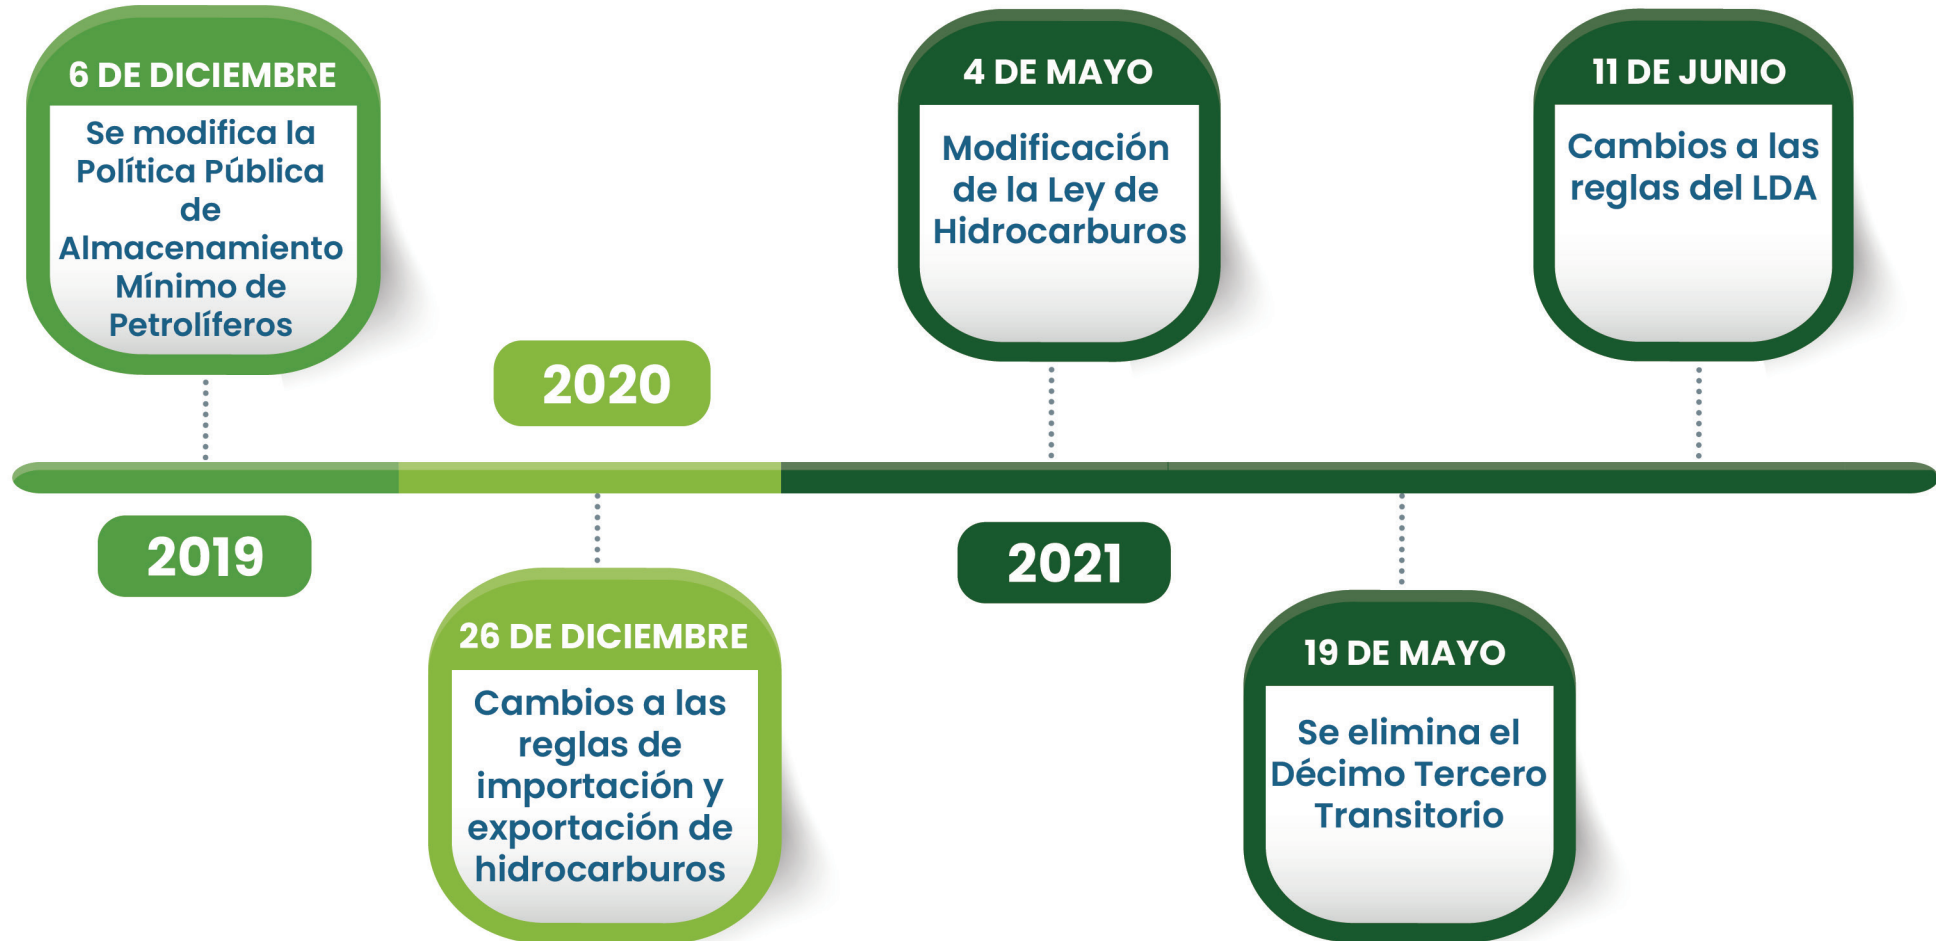 6 DE DICIEMBRE
Se modifica la
Política Pública
de
Almacenamiento
Mínimo de
Petrolíferos
2019
2020
26 DE DICIEMBRE
Cambios a las
reglas de
importación y
exportación de
hidrocarburos
4 DE MAYO
Modificación
de la Ley de
Hidrocarburos
2021
19 DE MAYO
Se elimina el
Décimo Tercero
Transitorio
11 DE JUNIO
Cambios a las
reglas del LDA